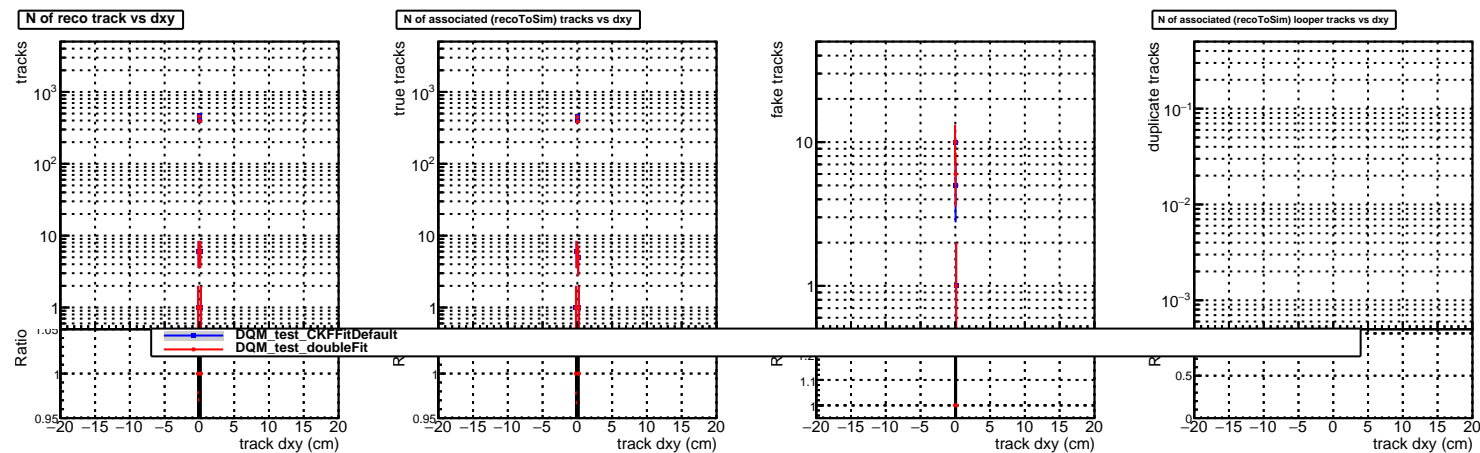 N of reco track vs dxy
tracks
10³
10²
10
1
Ratio
1.05
1
0.95
−20 −15 −10 −5 0 5 10 15 20
track dxy (cm)
N of associated (recoToSim) tracks vs dxy
true tracks
10³
10²
10
1
1
0.95
−20 −15 −10 −5 0 5 10 15 20
track dxy (cm)
fake tracks
10
1
1.1
1
−20 −15 −10 −5 0 5 10 15 20
track dxy (cm)
N of associated (recoToSim) looper tracks vs dxy
duplicate tracks
10⁻¹
10⁻²
10⁻³
0.5
0
−20 −15 −10 −5 0 5 10 15 20
track dxy (cm)
DQM_test_CKFFitDefault
DQM_test_doubleFit